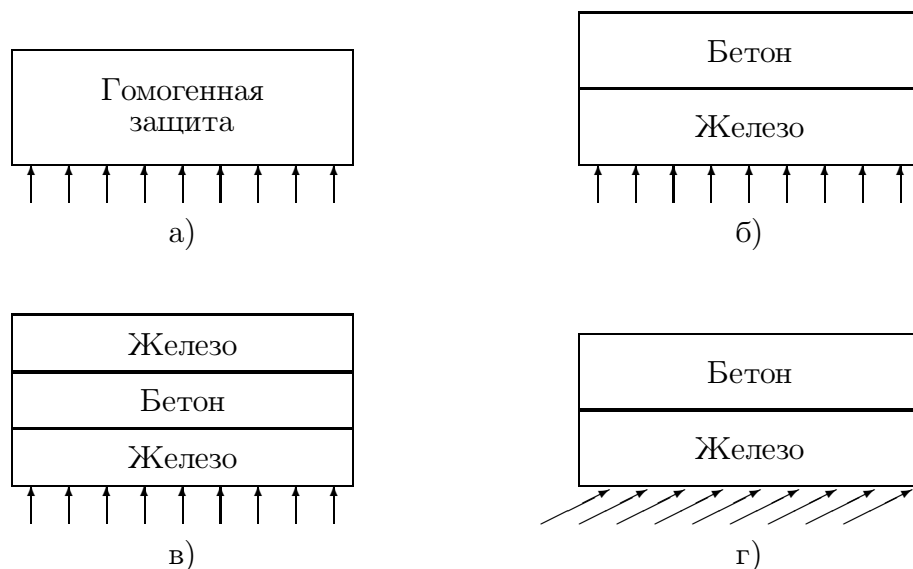 Гомогенная
защита
а)
Бетон
Железо
б)
Железо
Бетон
Железо
в)
Бетон
Железо
г)